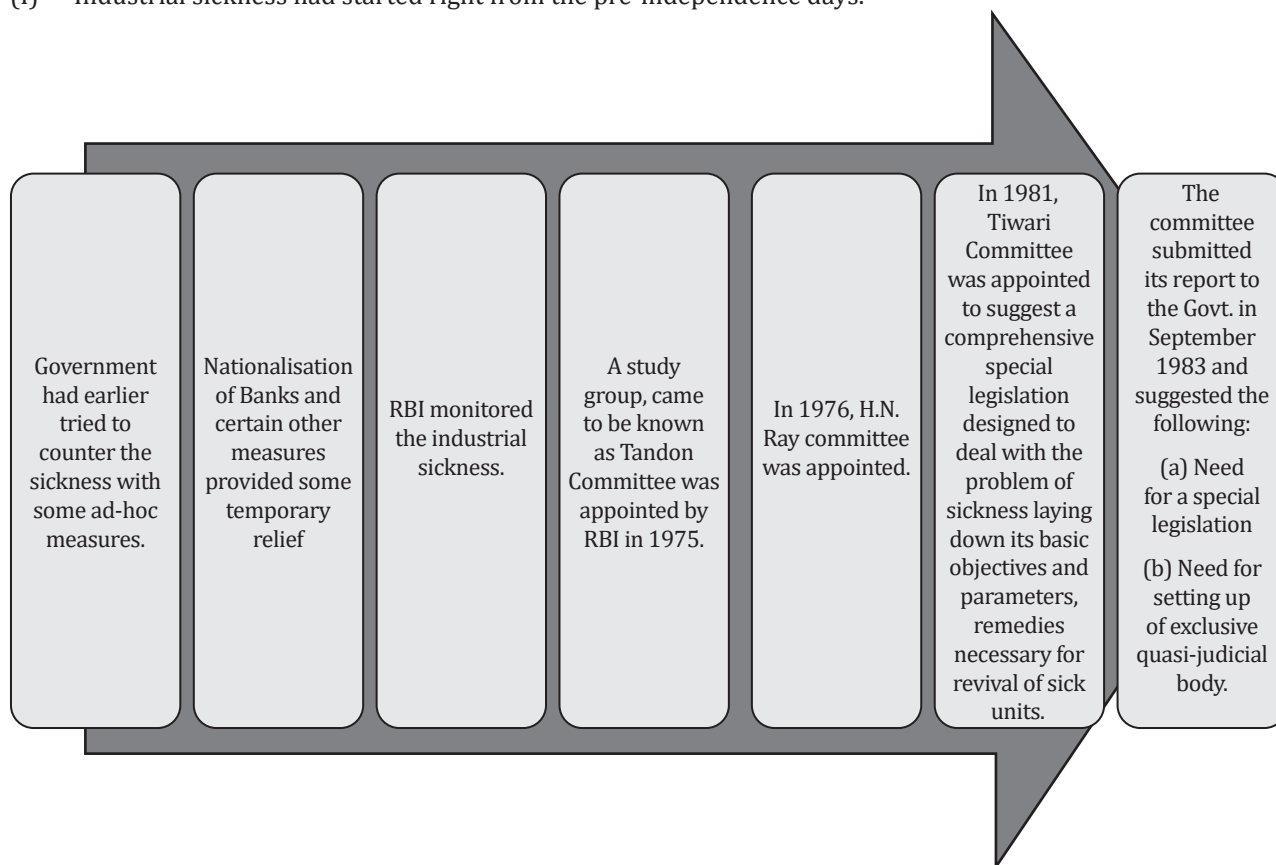 (I) Industrial sickness had started right from the pre-independence days.
Government
had earlier
tried to
counter the
sickness with
some ad-hoc
measures.
Nationalisation
of Banks and
certain other
measures
provided some
temporary
relief
RBI monitored
the industrial
sickness.
A study
group, came
to be known
as Tandon
Committee was
appointed by
RBI in 1975.
In 1976, H.N.
Ray committee
was appointed.
In 1981,
Tiwari
Committee
was appointed
to suggest a
comprehensive
special
legislation
designed to
deal with the
problem of
sickness laying
down its basic
objectives and
parameters,
remedies
necessary for
revival of sick
units.
The
committee
submitted
its report to
the Govt. in
September
1983 and
suggested the
following:
(a) Need
for a special
legislation
(b) Need for
setting up
of exclusive
quasi-judicial
body.